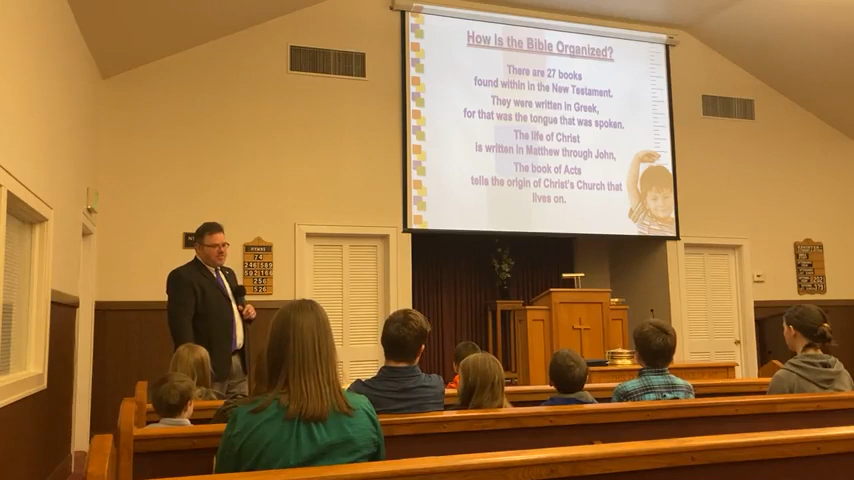 How Is the Bible Organized?
There are 27 books
found within in the New Testament.
They were written in Greek,
for that was the tongue that was spoken.
The life of Christ
is written in Matthew through John,
The book of Acts
tells the origin of Christ's Church that
lives on.
HYMNS
74